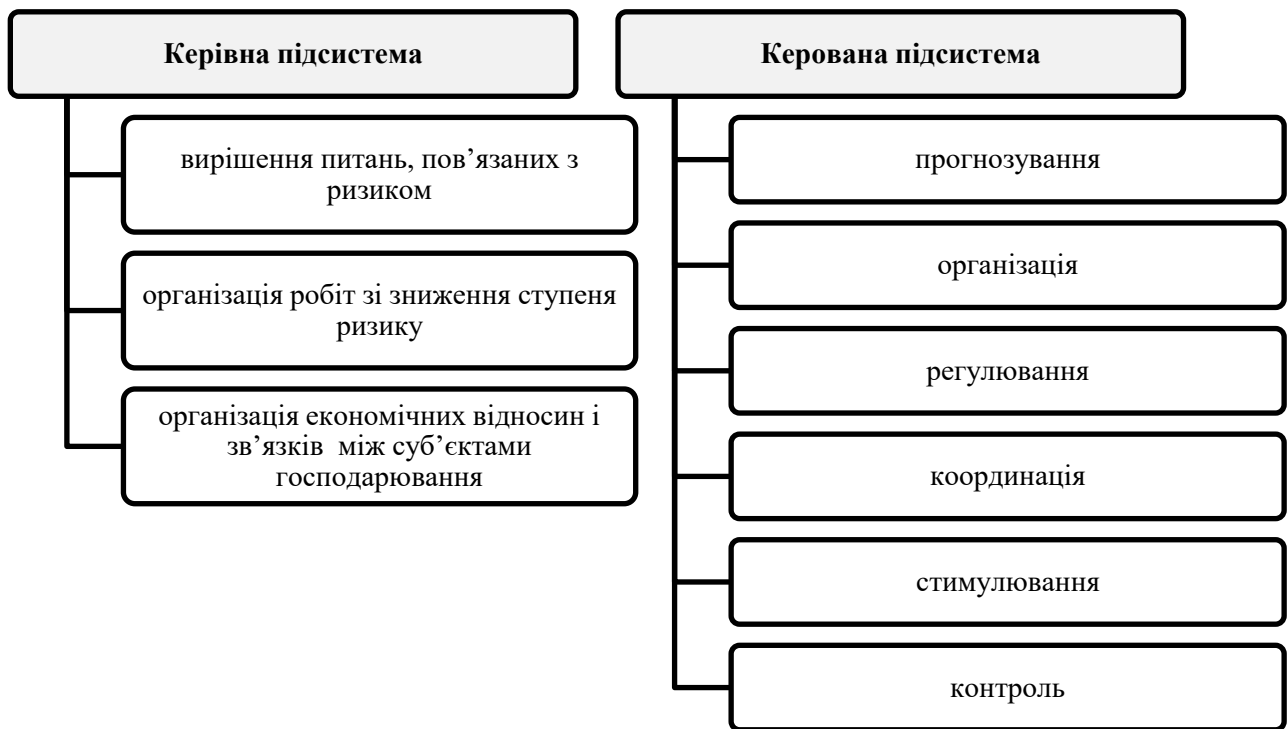 Керівна підсистема
вирішення питань, пов’язаних з
ризиком
організація робіт зі зниження ступеня
ризику
організація економічних відносин і
зв’язків  між суб’єктами
господарювання
Керована підсистема
прогнозування
організація
регулювання
координація
стимулювання
контроль